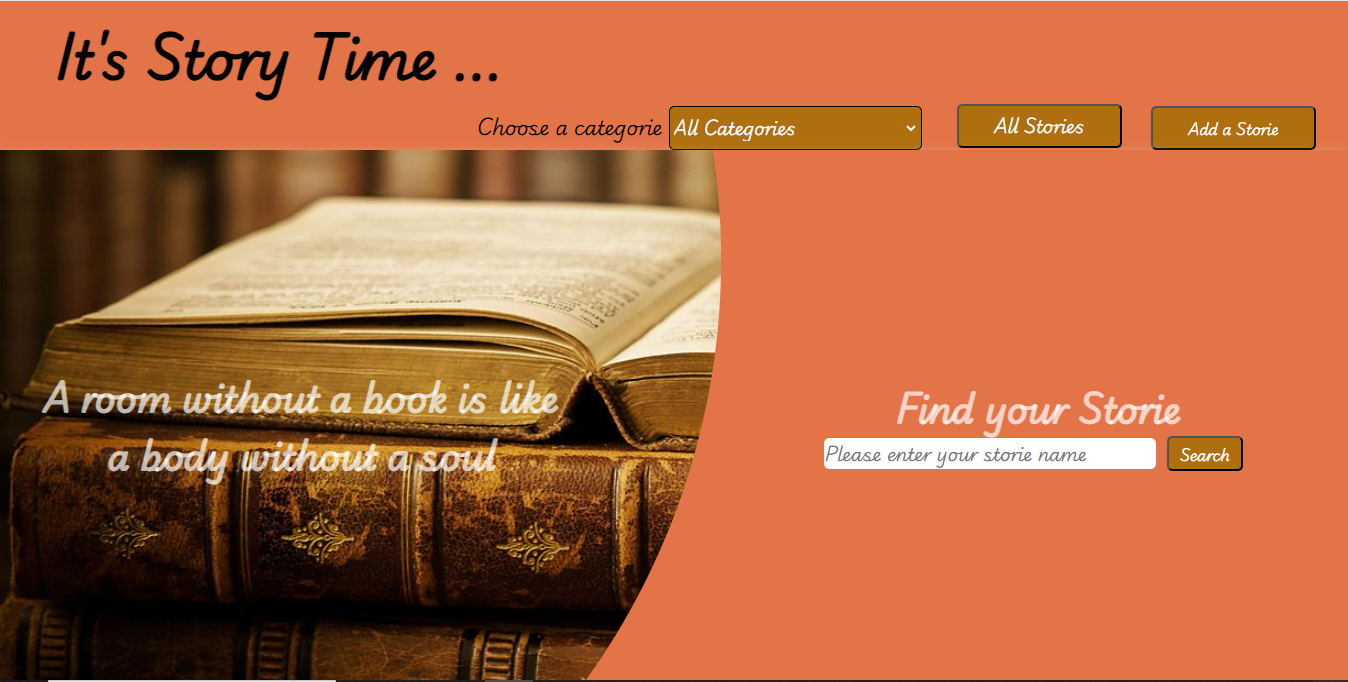 It's Story Time ...
Choose a categorie All Categories All Stories Add a Storie
A room without a book is like
a body without a soul
Find your Storie
Please enter your storie name Search